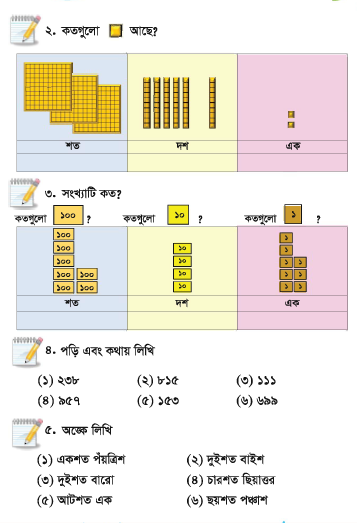 ২. কতগুলো আছে?
শত দশ এক
৩. সংখ্যাটি কত?
কতগুলো ১০০ ? কতগুলো ১০ ? কতগুলো ১ ?
১০০ ১
১০০ ১০ ১
১০০ ১০ ১ ১
১০০ ১০০ ১০ ১ ১
১০০ ১০০ ১০ ১ ১
শত দশ এক
৪. পড়ি এবং কথায় লিখি
(১) ২৩৮ (২) ৮১৫ (৩) ১১১
(৪) ৯৫৭ (৫) ১৫৩ (৬) ৬৯৯
৫. অঙ্কে লিখি
(১) একশত পঁয়ত্রিশ (২) দুইশত বাইশ
(৩) দুইশত বারো (৪) চারশত ছিয়াত্তর
(৫) আটশত এক (৬) ছয়শত পঞ্চাশ